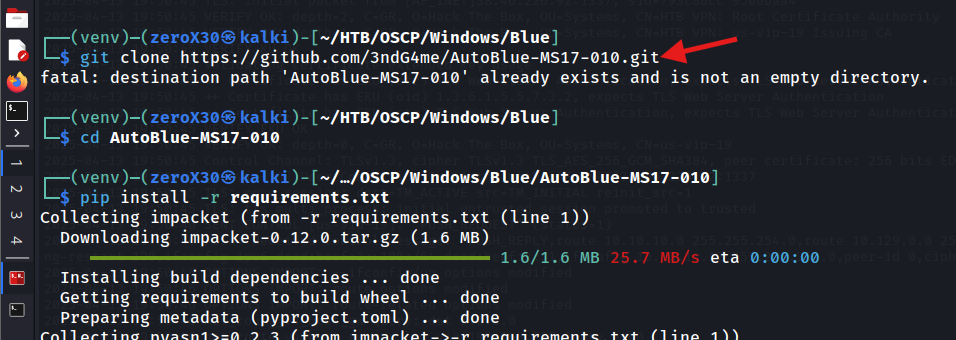 (venv)─(zeroX30㉿kalki)-[~/HTB/OSCP/Windows/Blue]
$ git clone https://github.com/3ndG4me/AutoBlue-MS17-010.git
fatal: destination path 'AutoBlue-MS17-010' already exists and is not an empty directory.
(venv)─(zeroX30㉿kalki)-[~/HTB/OSCP/Windows/Blue]
$ cd AutoBlue-MS17-010
(venv)─(zeroX30㉿kalki)-[~/…/OSCP/Windows/Blue/AutoBlue-MS17-010]
$ pip install -r requirements.txt
Collecting impacket (from -r requirements.txt (line 1))
Downloading impacket-0.12.0.tar.gz (1.6 MB)
1.6/1.6 MB 25.7 MB/s eta 0:00:00
Installing build dependencies ... done
Getting requirements to build wheel ... done
Preparing metadata (pyproject.toml) ... done
Collecting pyasn1>=0.2.3 (from impacket->-r requirements.txt (line 1))
1
2
3
4